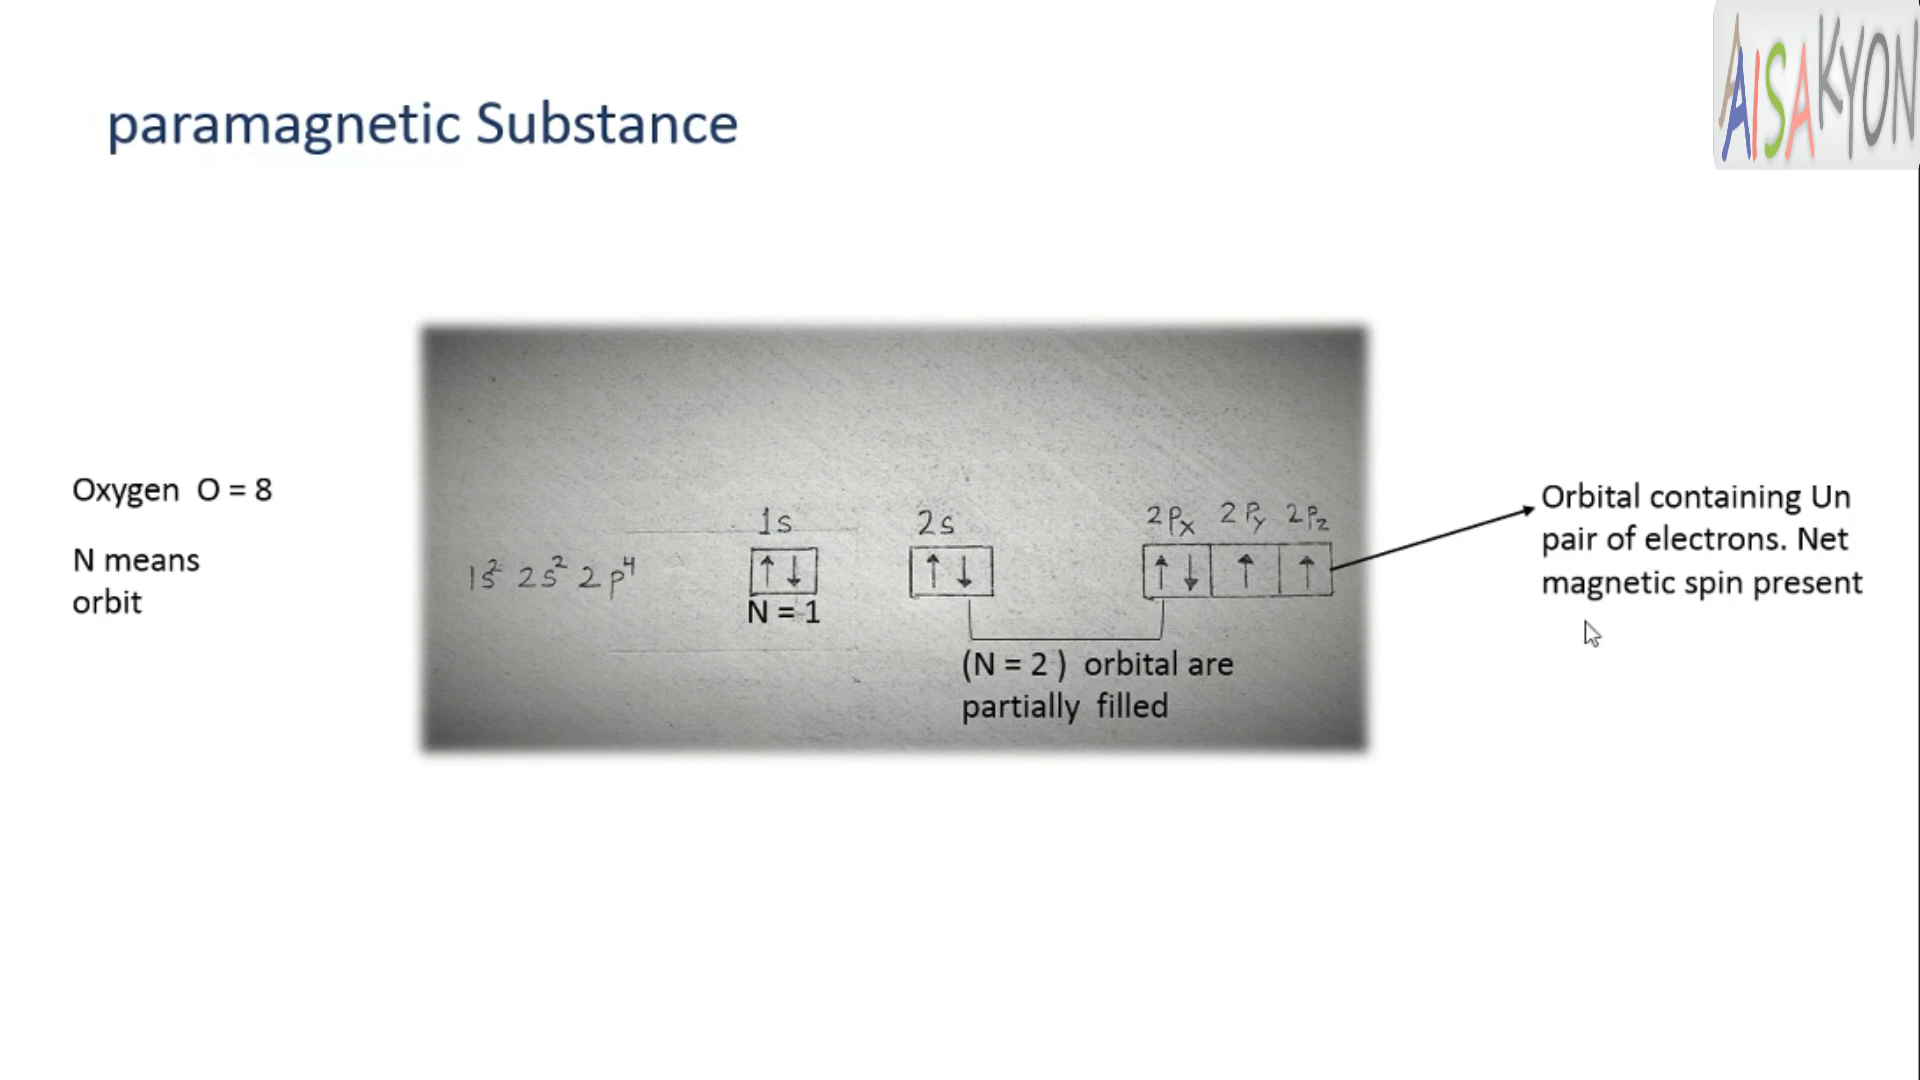 AISAKYON
paramagnetic Substance
Oxygen O = 8
N means
orbit
1s² 2s² 2p⁴
1s
2s
2Px 2Py 2Pz
↑↓
↑↓
↑↓ ↑ ↑
N = 1
(N = 2 ) orbital are
partially filled
Orbital containing Un
pair of electrons. Net
magnetic spin present